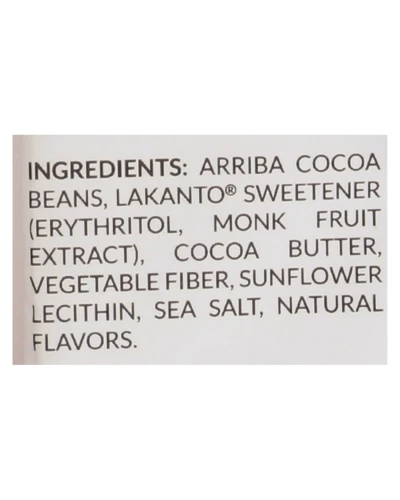 INGREDIENTS: ARRIBA COCOA
BEANS, LAKANTO® SWEETENER
(ERYTHRITOL, MONK FRUIT
EXTRACT), COCOA BUTTER,
VEGETABLE FIBER, SUNFLOWER
LECITHIN, SEA SALT, NATURAL
FLAVORS.